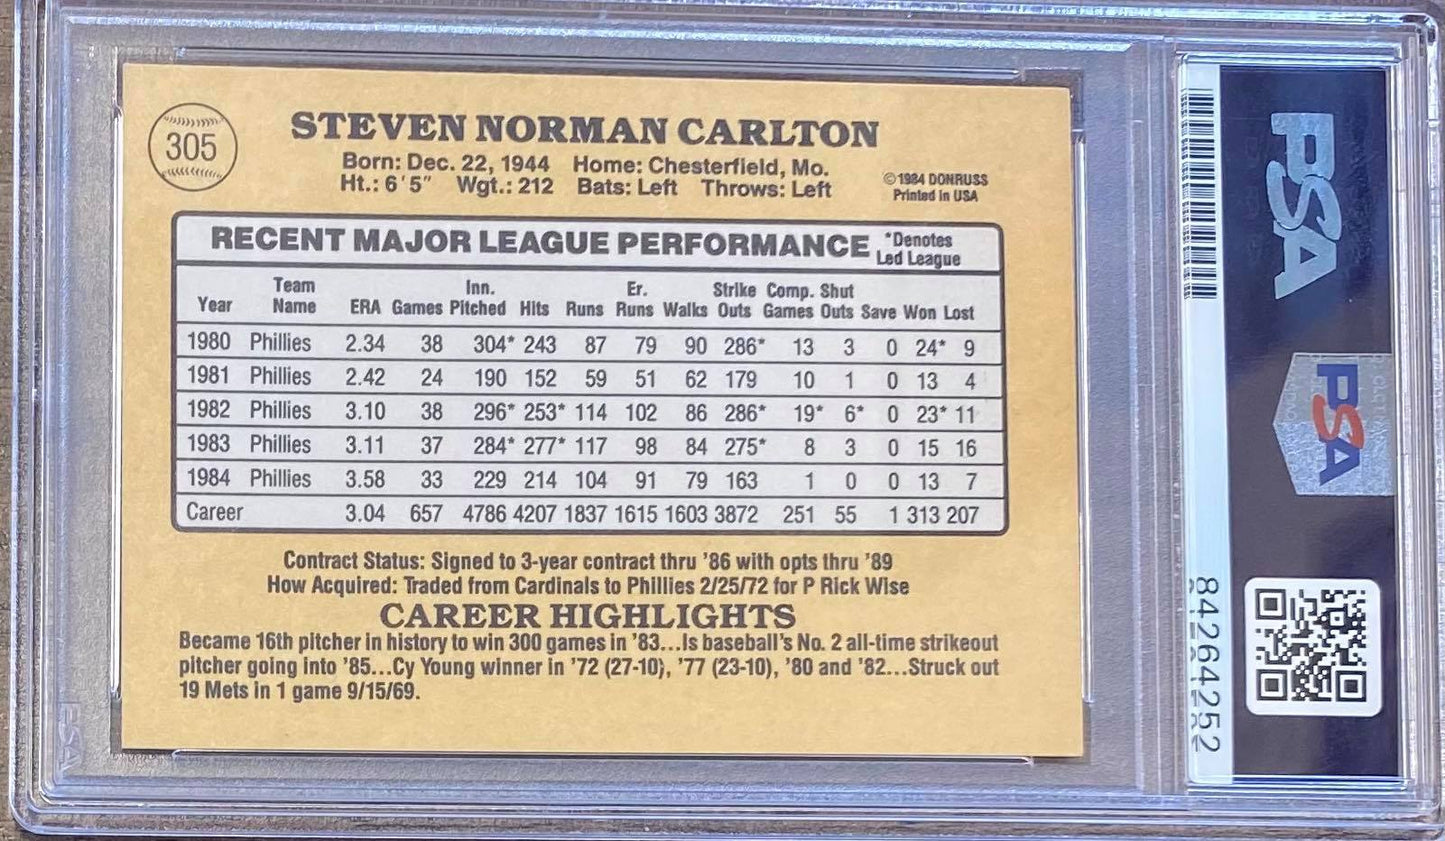 305
STEVEN NORMAN CARLTON
Born: Dec. 22, 1944 Home: Chesterfield, Mo.
Ht.: 6'5" Wgt.: 212 Bats: Left Throws: Left
©1984 DONRUSS
Printed in USA
RECENT MAJOR LEAGUE PERFORMANCE
*Denotes
Led League
Year Team Name ERA Games Inn. Pitched Hits Runs Er. Runs Walks Strike Outs Comp. Games Shut Outs Save Won Lost
1980 Phillies 2.34 38 304* 243 87 79 90 286* 13 3 0 24* 9
1981 Phillies 2.42 24 190 152 59 51 62 179 10 1 0 13 4
1982 Phillies 3.10 38 296* 253* 114 102 86 286* 19* 6* 0 23* 11
1983 Phillies 3.11 37 284* 277* 117 98 84 275* 8 3 0 15 16
1984 Phillies 3.58 33 229 214 104 91 79 163 1 0 0 13 7
Career 3.04 657 4786 4207 1837 1615 1603 3872 251 55 1 313 207
Contract Status: Signed to 3-year contract thru '86 with opts thru '89
How Acquired: Traded from Cardinals to Phillies 2/25/72 for P Rick Wise
CAREER HIGHLIGHTS
Became 16th pitcher in history to win 300 games in '83...Is baseball's No. 2 all-time strikeout
pitcher going into '85...Cy Young winner in '72 (27-10), '77 (23-10), '80 and '82...Struck out
19 Mets in 1 game 9/15/69.
PSA
PSA
84264252
PSA